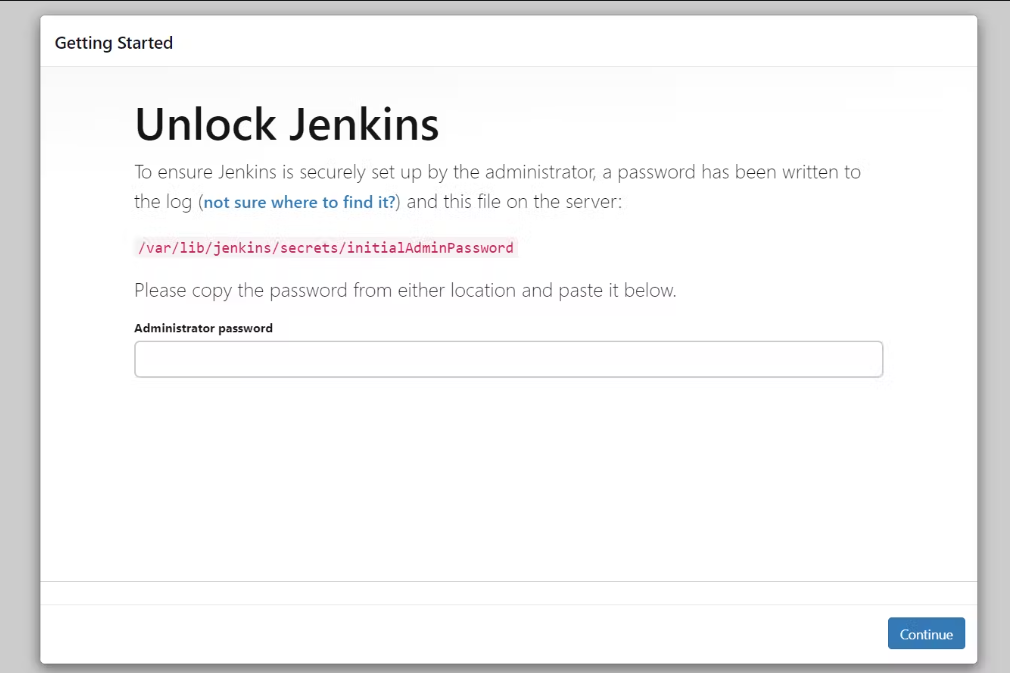 Getting Started
Unlock Jenkins
To ensure Jenkins is securely set up by the administrator, a password has been written to
the log (not sure where to find it?) and this file on the server:
/var/lib/jenkins/secrets/initialAdminPassword
Please copy the password from either location and paste it below.
Administrator password
Continue